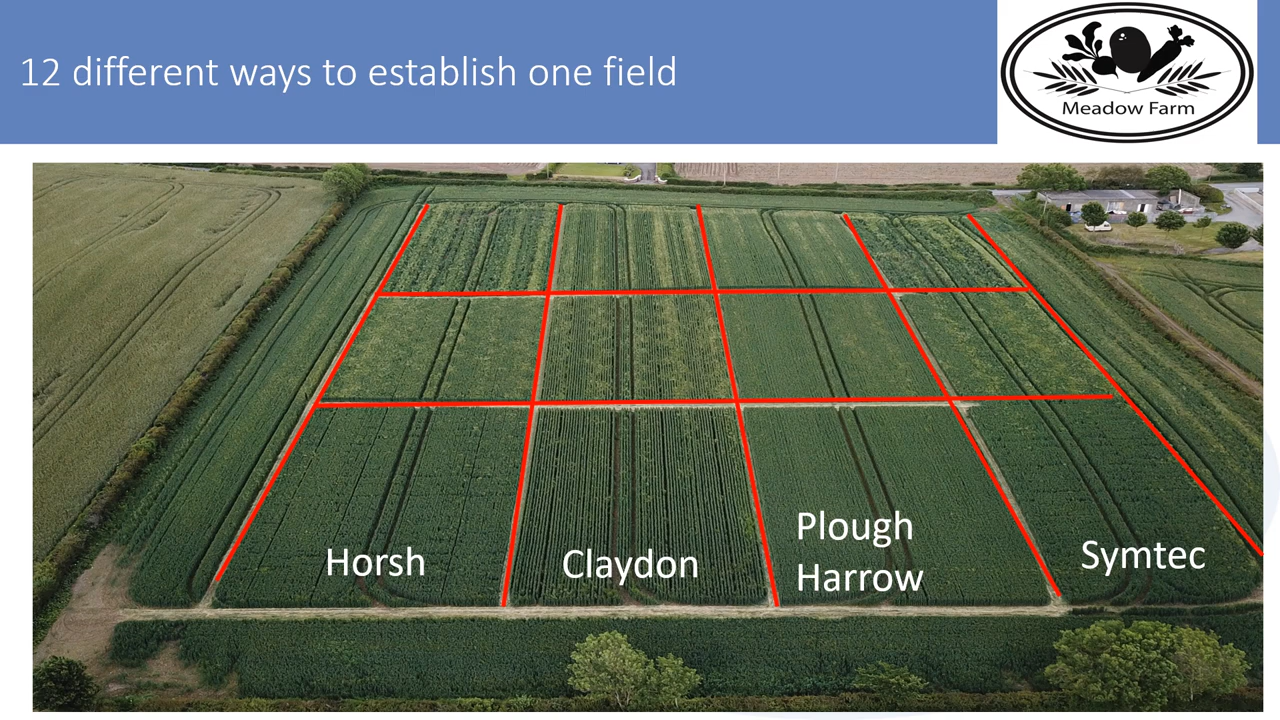 12 different ways to establish one field
Meadow Farm
Horsh
Claydon
Plough
Harrow
Symtec